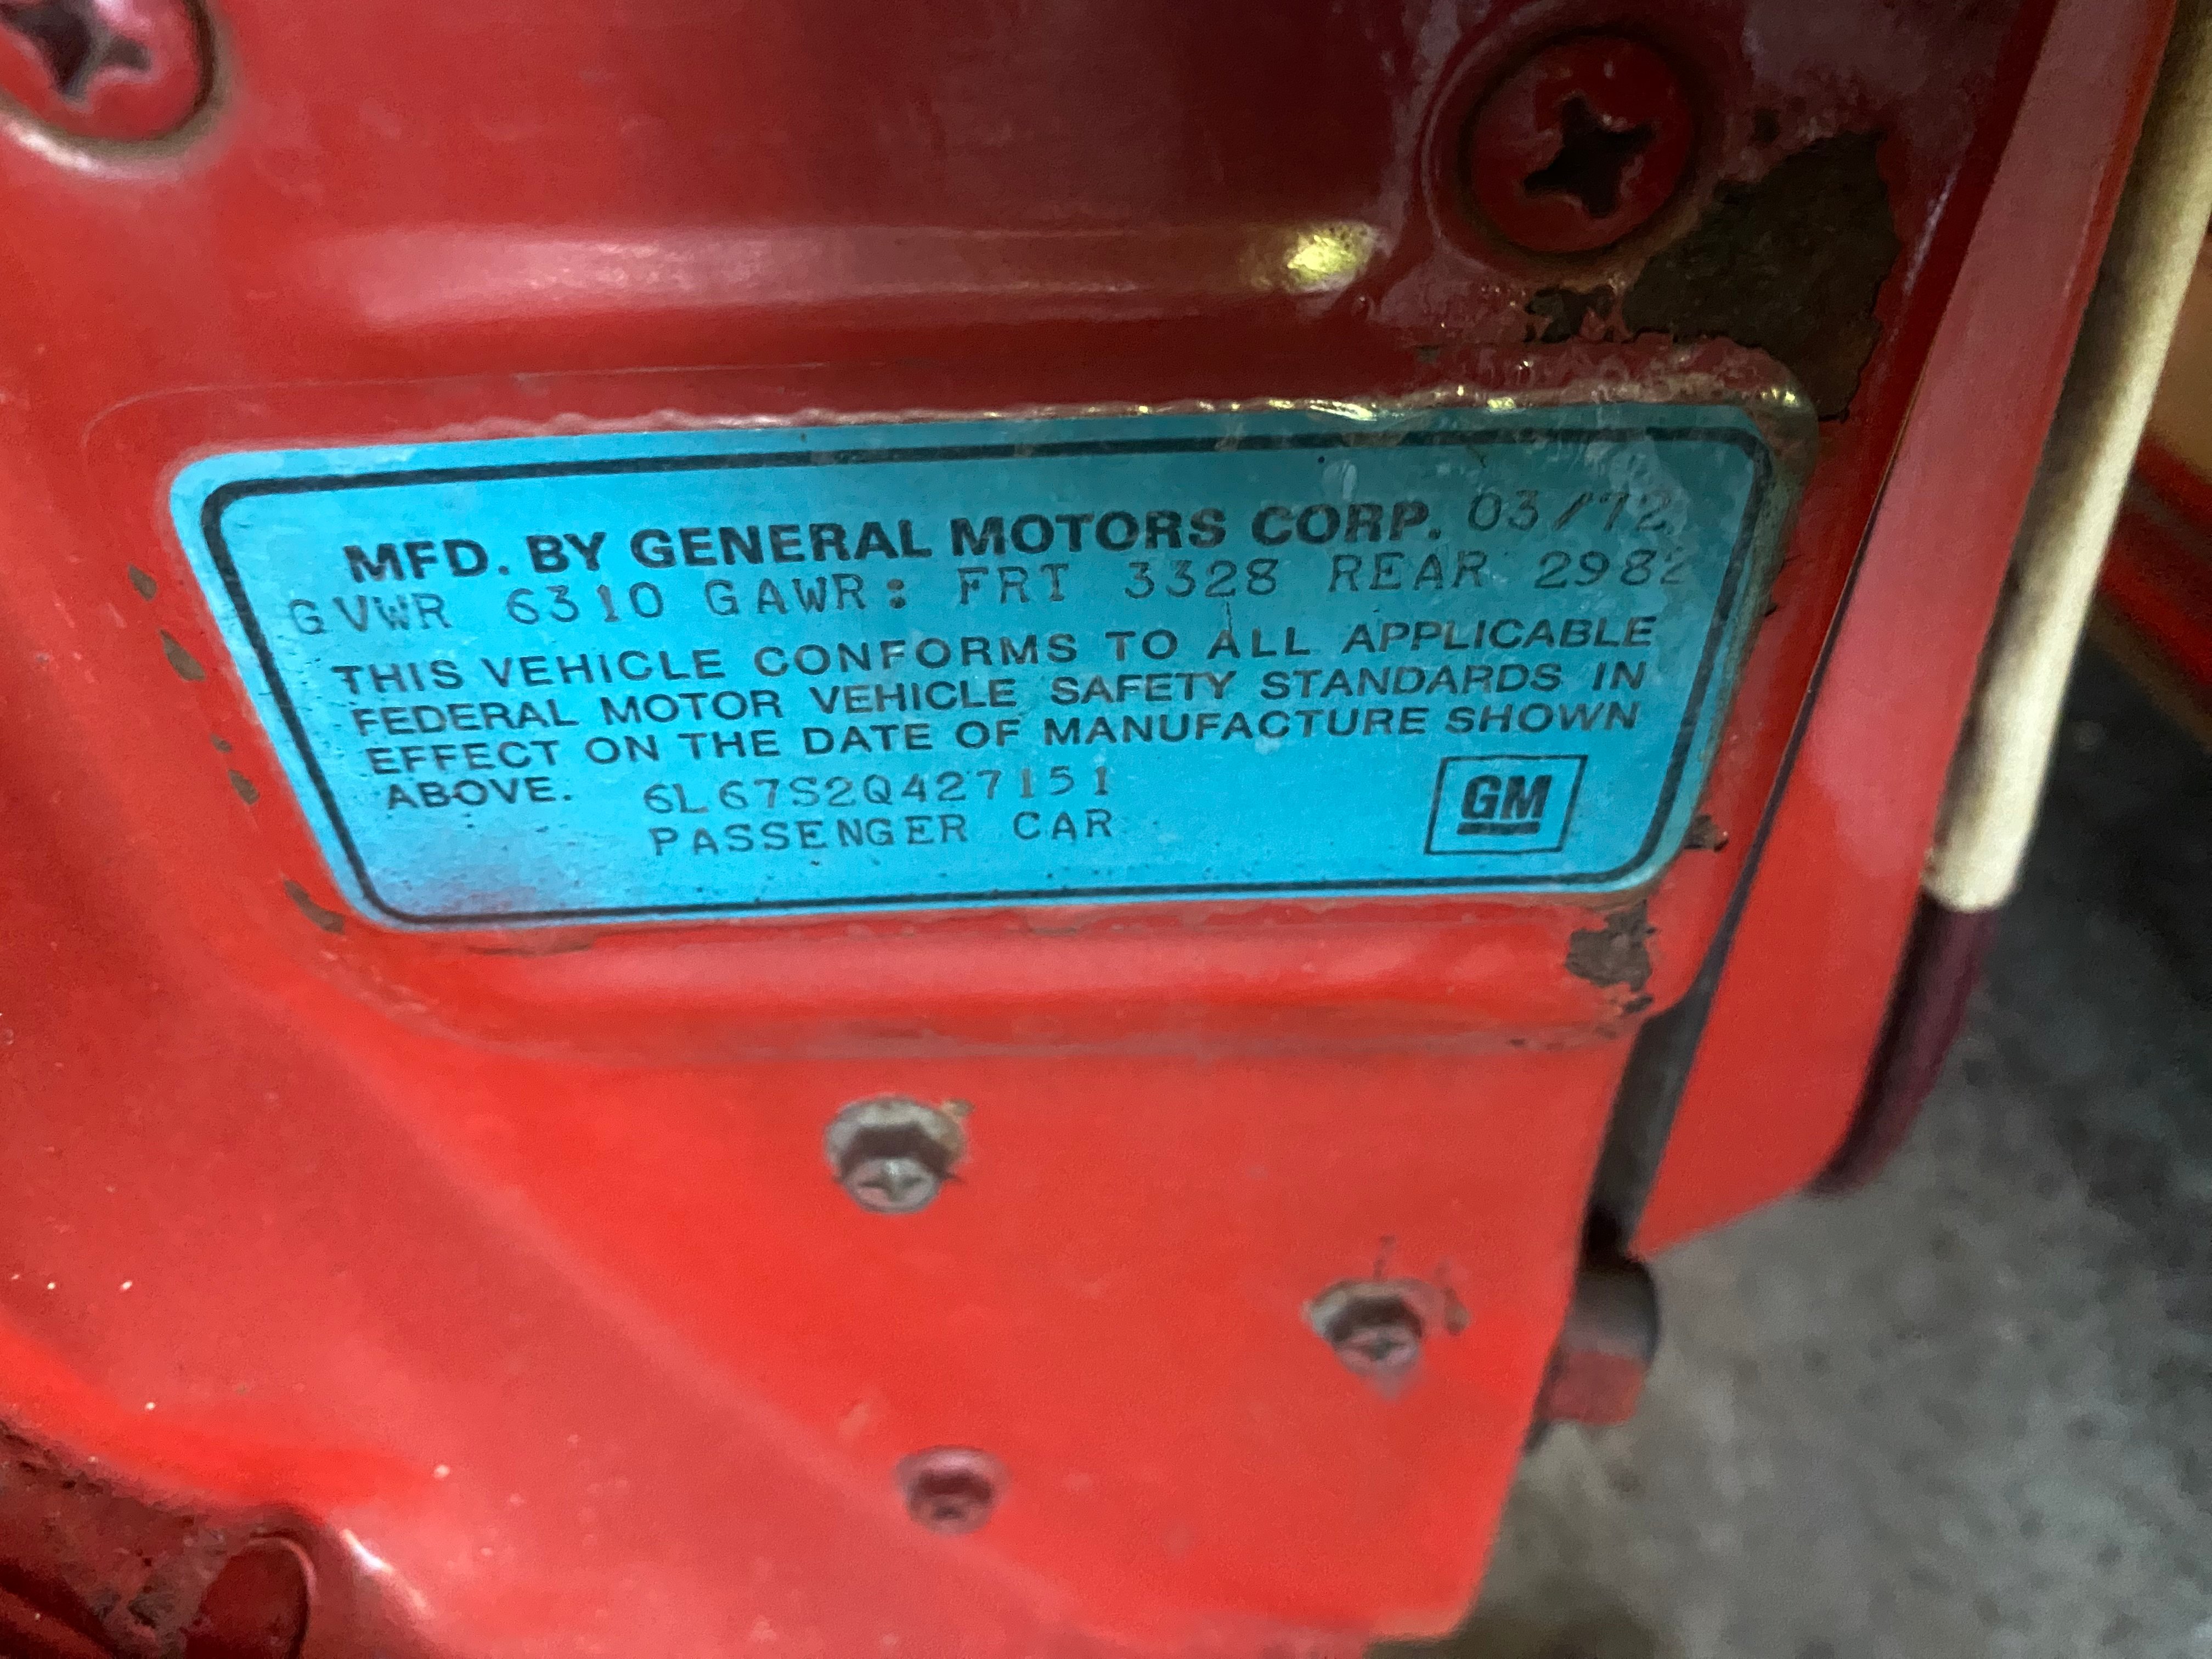 MFD. BY GENERAL MOTORS CORP. 03/72
GVWR 6310 GAWR: FRT 3328 REAR 2982
THIS VEHICLE CONFORMS TO ALL APPLICABLE
FEDERAL MOTOR VEHICLE SAFETY STANDARDS IN
EFFECT ON THE DATE OF MANUFACTURE SHOWN
ABOVE. 6L67S2Q427151
PASSENGER CAR
GM